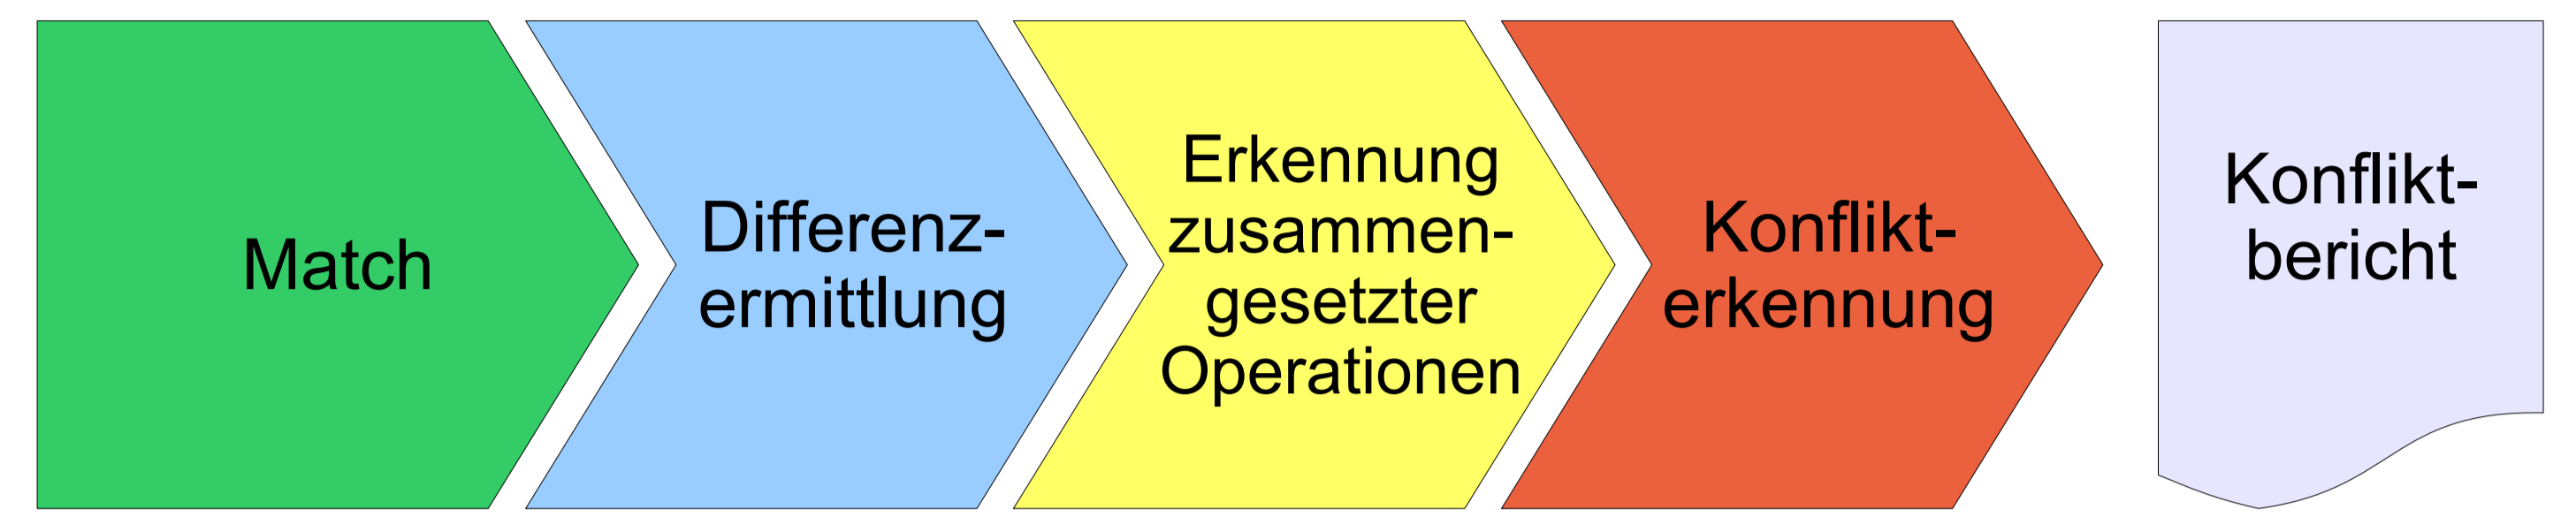 Match
Differenz-
ermittlung
Erkennung
zusammen-
gesetzter
Operationen
Konflikt-
erkennung
Konflikt-
bericht